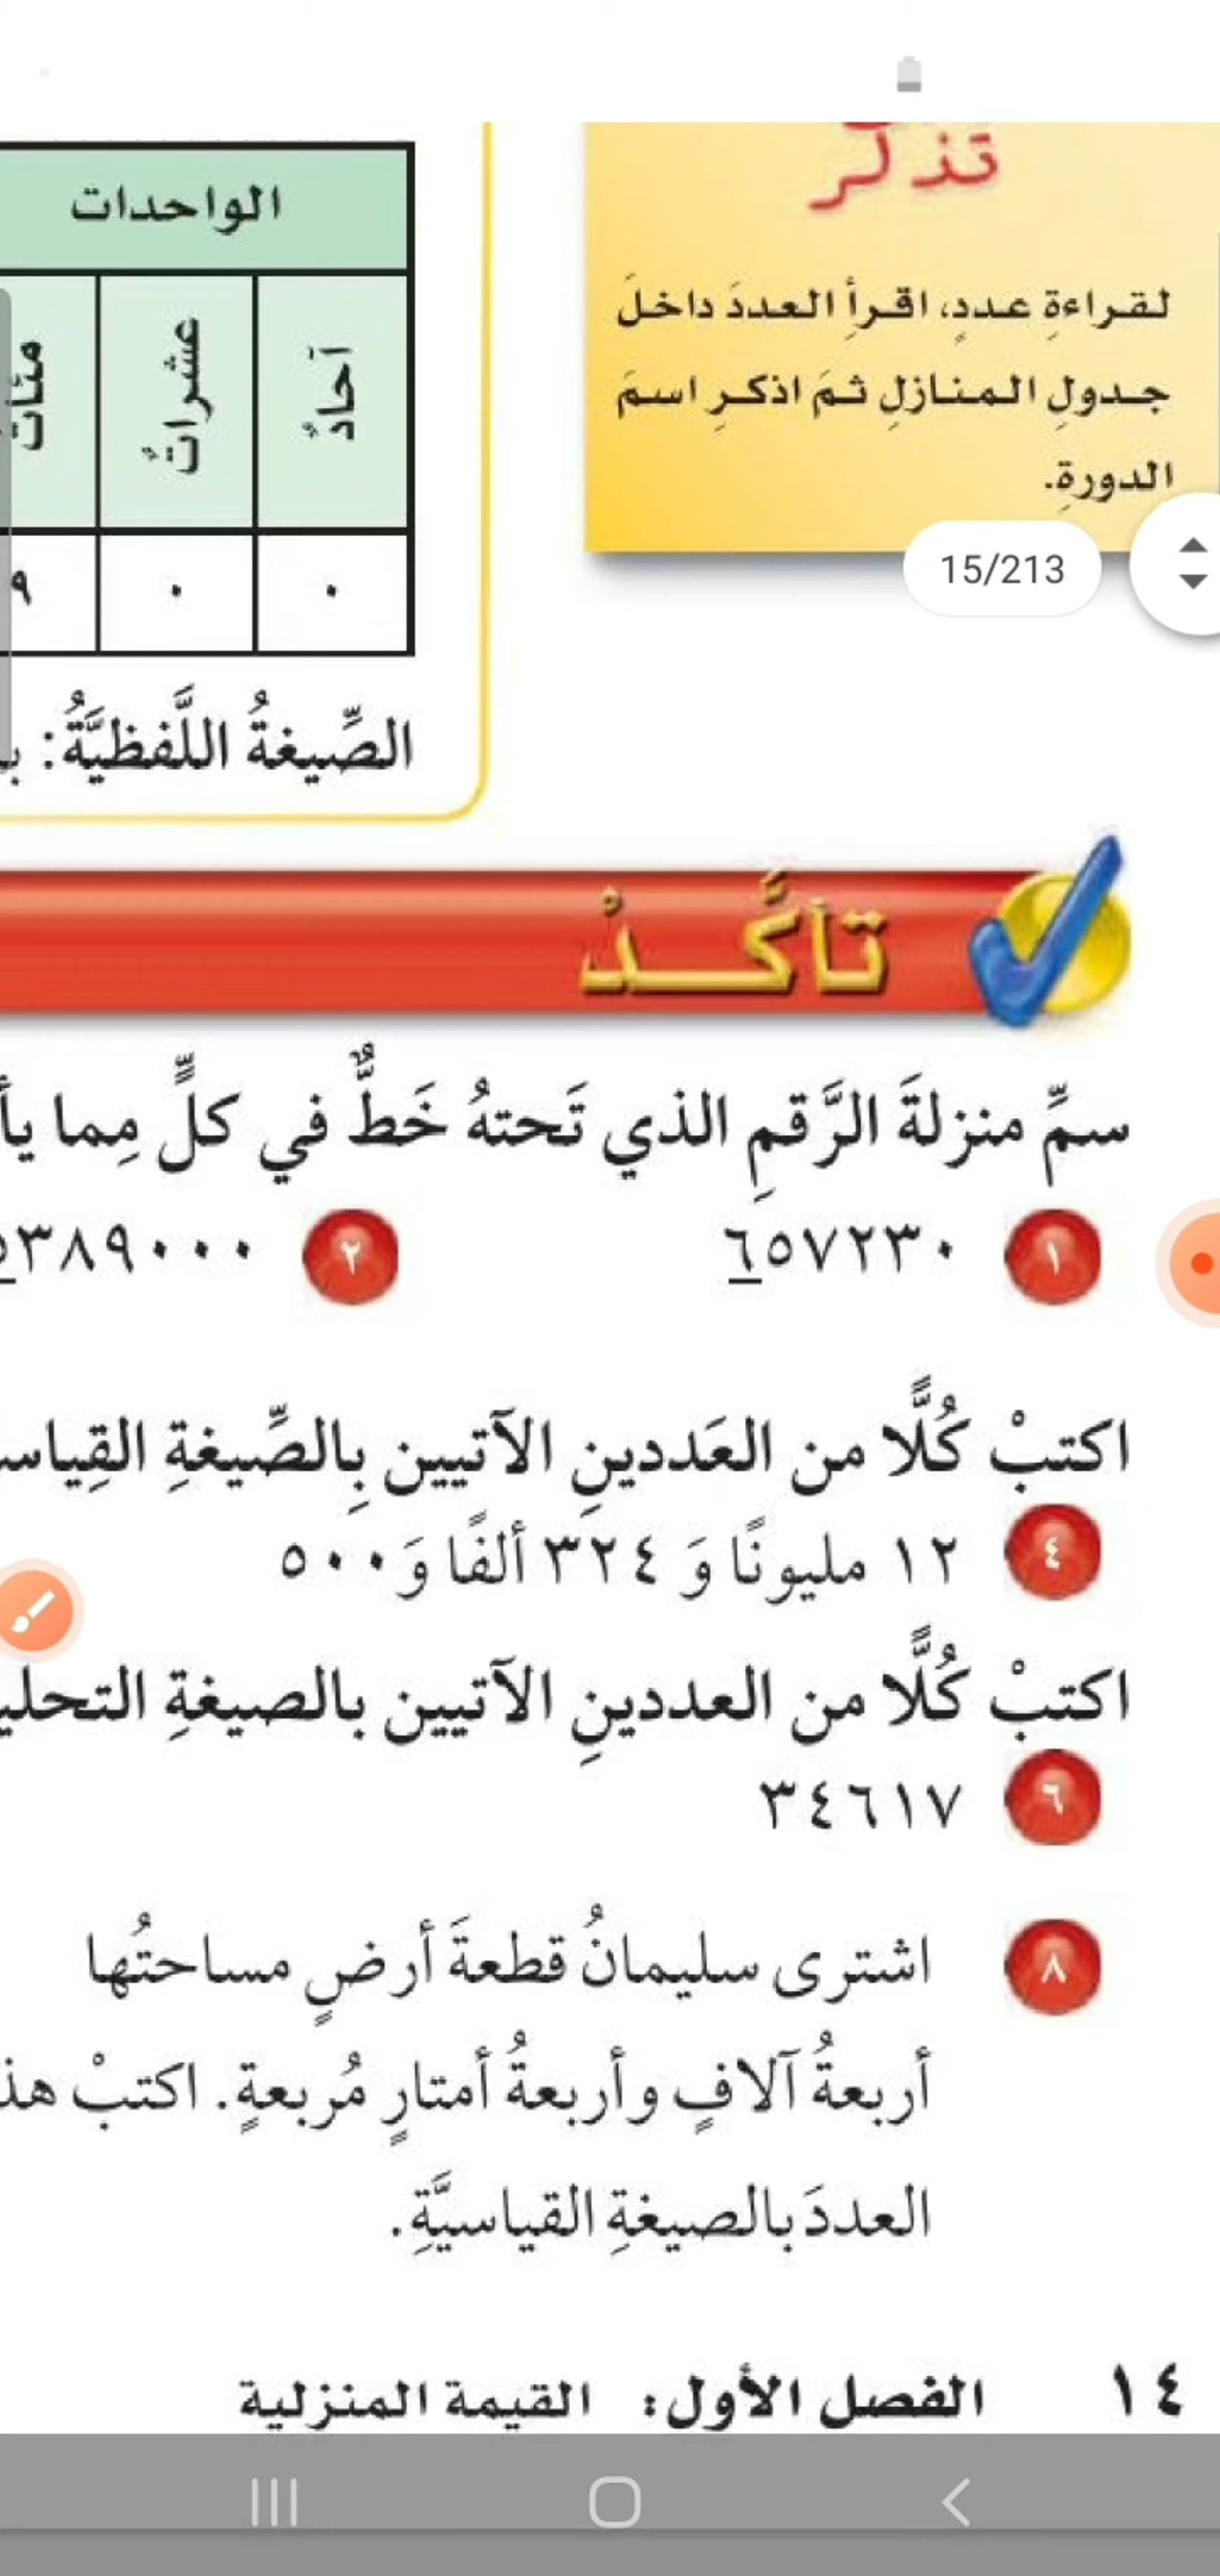 تذكر
لقراءةِ عددٍ، اقرأِ العددَ داخلَ
جدولِ المنازلِ ثمَ اذكرِ اسمَ
الدورةِ.
15/213
الواحدات
آحادٌ عشراتٌ مئات
٠ ٠ ٩
الصِّيغةُ اللَّفظيَّةُ:
تأكَّدْ
سمِّ منزلةَ الرَّقمِ الذي تَحتهُ خَطٌّ في كلٍّ مِما
١ ٦٥٧٢٣٠ ٢ ٣٨٩٠٠٠
اكتبْ كُلًّا من العَددينِ الآتيين بِالصِّيغةِ
٤ ١٢ مليونًا وَ ٣٢٤ ألفًا وَ ٥٠٠
اكتبْ كُلًّا من العددينِ الآتيين بالصيغةِ
٦ ٣٤٦١٧
٨ اشترى سليمانُ قطعةَ أرضٍ مساحتُها
أربعةُ آلافٍ وأربعةُ أمتارٍ مُربعةٍ. اكتبْ
العددَ بالصيغةِ القياسيَّةِ.
١٤ الفصل الأول: القيمة المنزلية